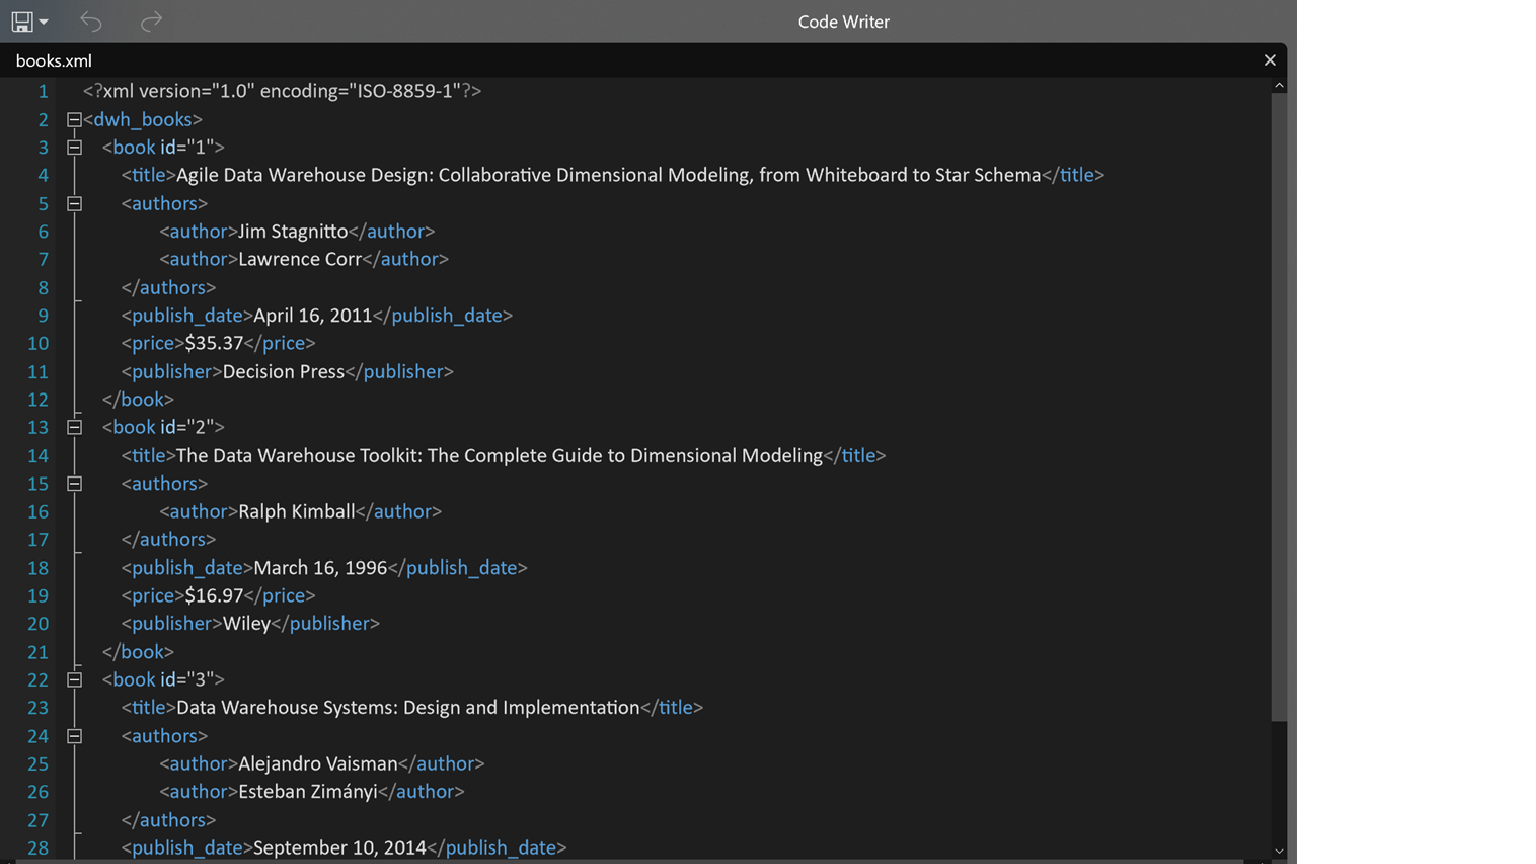 Code Writer
books.xml
1 <?xml version="1.0" encoding="ISO-8859-1"?>
2 <dwh_books>
3 <book id="1">
4 <title>Agile Data Warehouse Design: Collaborative Dimensional Modeling, from Whiteboard to Star Schema</title>
5 <authors>
6 <author>Jim Stagnitto</author>
7 <author>Lawrence Corr</author>
8 </authors>
9 <publish_date>April 16, 2011</publish_date>
10 <price>$35.37</price>
11 <publisher>Decision Press</publisher>
12 </book>
13 <book id="2">
14 <title>The Data Warehouse Toolkit: The Complete Guide to Dimensional Modeling</title>
15 <authors>
16 <author>Ralph Kimball</author>
17 </authors>
18 <publish_date>March 16, 1996</publish_date>
19 <price>$16.97</price>
20 <publisher>Wiley</publisher>
21 </book>
22 <book id="3">
23 <title>Data Warehouse Systems: Design and Implementation</title>
24 <authors>
25 <author>Alejandro Vaisman</author>
26 <author>Esteban Zimányi</author>
27 </authors>
28 <publish_date>September 10, 2014</publish_date>